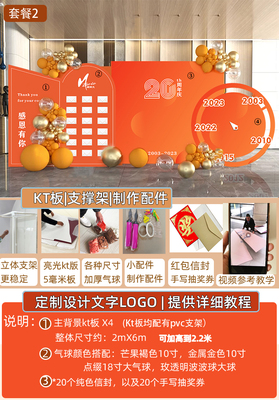 套餐2
Thank you
for your
感恩有你
20
周年庆
2003-2023
2023
2003
2022
2010
15
KT板|支撑架|制作配件
立体支架
更稳定
亮光kt版
5毫米板
各种尺寸
加厚气球
小配件
制作配件
红包信封
手写抽奖券
视频参考教学
定制设计文字LOGO | 提供详细教程
说明:
① 主背景kt板 X4 (Kt板均配有pvc支架)
整体尺寸约: 2mX6m 可加高到2.2米
② 气球颜色搭配: 芒果褐色10寸, 金属金色10寸
点缀18寸大气球, 玫透明波波球大球
③ *20个纯色信封, 以及20个手写抽奖券